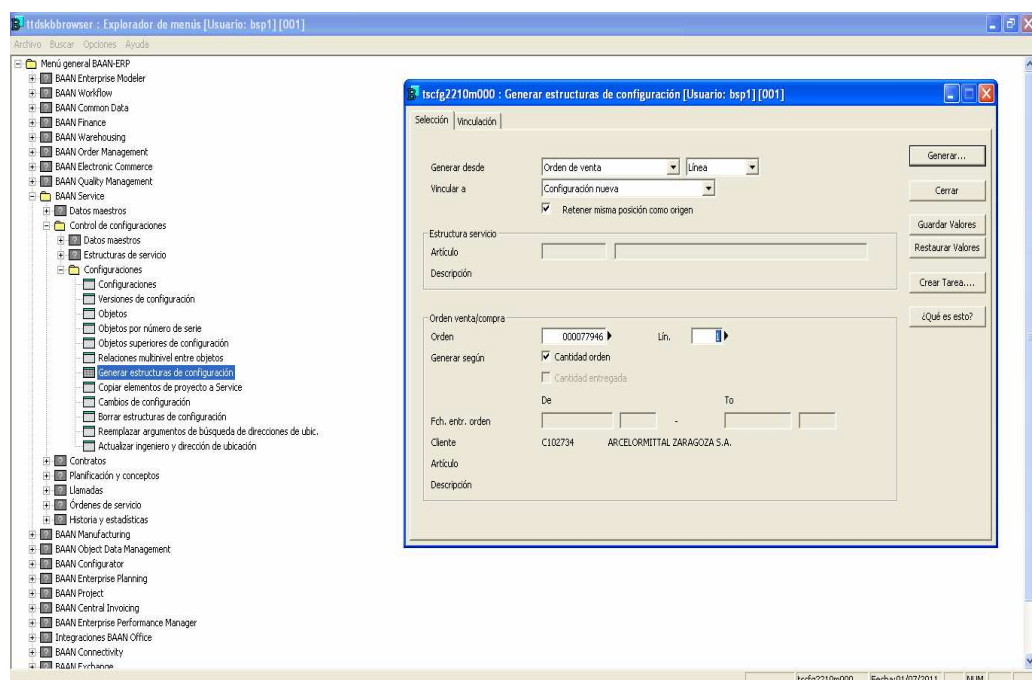 ttdskbbrowser : Explorador de menús [Usuario: bsp1] [001]
Archivo Buscar Opciones Ayuda
Menú general BAAN-ERP
BAAN Enterprise Modeler
BAAN Workflow
BAAN Common Data
BAAN Finance
BAAN Warehousing
BAAN Order Management
BAAN Electronic Commerce
BAAN Quality Management
BAAN Service
Datos maestros
Control de configuraciones
Datos maestros
Estructuras de servicio
Configuraciones
Configuraciones
Versiones de configuración
Objetos
Objetos por número de serie
Objetos superiores de configuración
Relaciones multinivel entre objetos
Generar estructuras de configuración
Copiar elementos de proyecto a Service
Cambios de configuración
Borrar estructuras de configuración
Reemplazar argumentos de búsqueda de direcciones de ubic.
Actualizar ingeniero y dirección de ubicación
Contratos
Planificación y conceptos
Llamadas
Órdenes de servicio
Historia y estadísticas
BAAN Manufacturing
BAAN Object Data Management
BAAN Configurator
BAAN Enterprise Planning
BAAN Project
BAAN Central Invoicing
BAAN Enterprise Performance Manager
Integraciones BAAN Office
BAAN Connectivity
BAAN Exchange
tscfg2210m000 : Generar estructuras de configuración [Usuario: bsp1] [001]
Selección Vinculación
Generar desde Orden de venta Línea
Vincular a Configuración nueva
Retener misma posición como origen
Estructura servicio
Artículo
Descripción
Orden venta/compra
Orden 000077946 Lín. 1
Generar según Cantidad orden
Cantidad entregada
De To
Fch. entr. orden -
Cliente C102734 ARCELORMITTAL ZARAGOZA S.A.
Artículo
Descripción
Generar...
Cerrar
Guardar Valores
Restaurar Valores
Crear Tarea....
¿Qué es esto?
tscfg2210m000 Fecha:01/07/2011 NUM